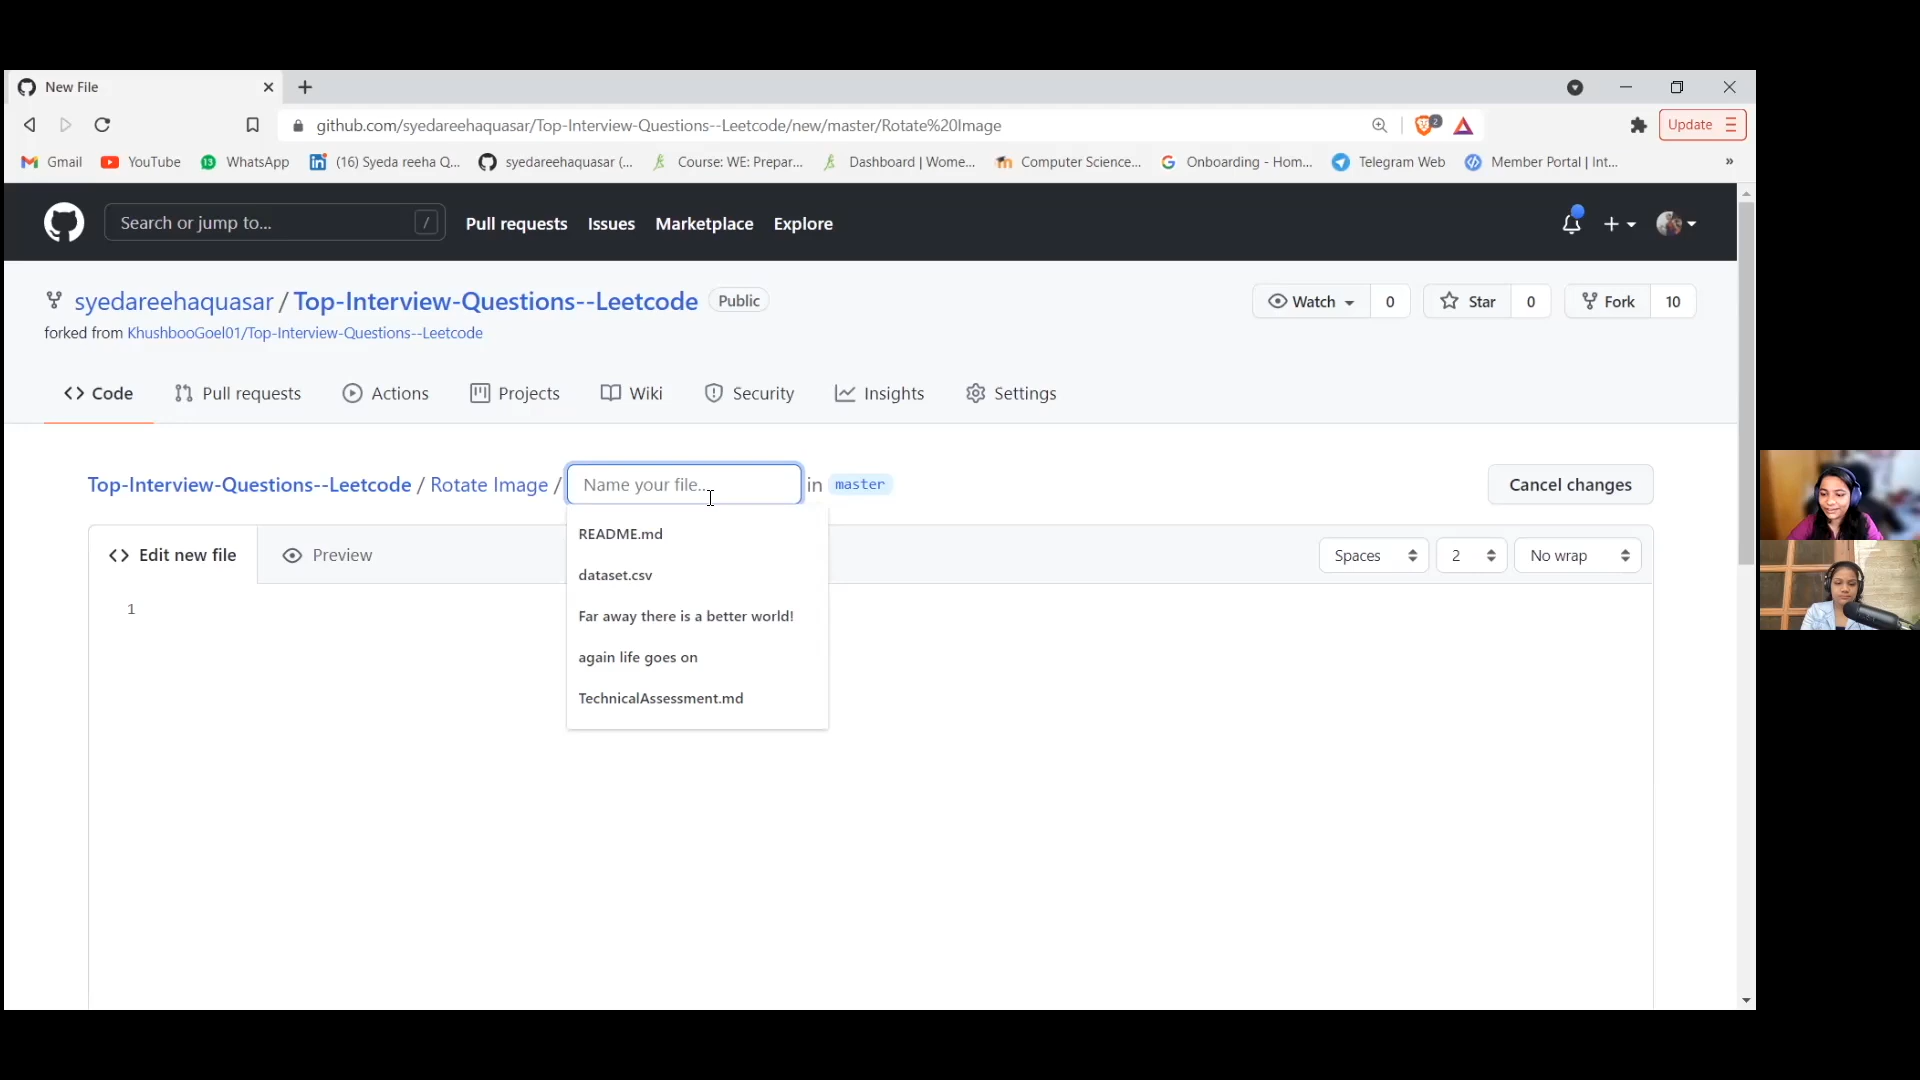 New File
github.com/syedareehaquasar/Top-Interview-Questions--Leetcode/new/master/Rotate%20Image
2
Update
Gmail
YouTube
13
WhatsApp
(16) Syeda reeha Q...
syedareehaquasar (...
Course: WE: Prepar...
Dashboard | Wome...
Computer Science...
Onboarding - Hom...
Telegram Web
Member Portal | Int...
»
Search or jump to...
/
Pull requests
Issues
Marketplace
Explore
syedareehaquasar / Top-Interview-Questions--Leetcode
Public
Watch
0
Star
0
Fork
10
forked from KhushbooGoel01/Top-Interview-Questions--Leetcode
Code
Pull requests
Actions
Projects
Wiki
Security
Insights
Settings
Top-Interview-Questions--Leetcode / Rotate Image /
Name your file...
in master
Cancel changes
README.md
dataset.csv
Far away there is a better world!
again life goes on
TechnicalAssessment.md
Edit new file
Preview
Spaces
2
No wrap
1